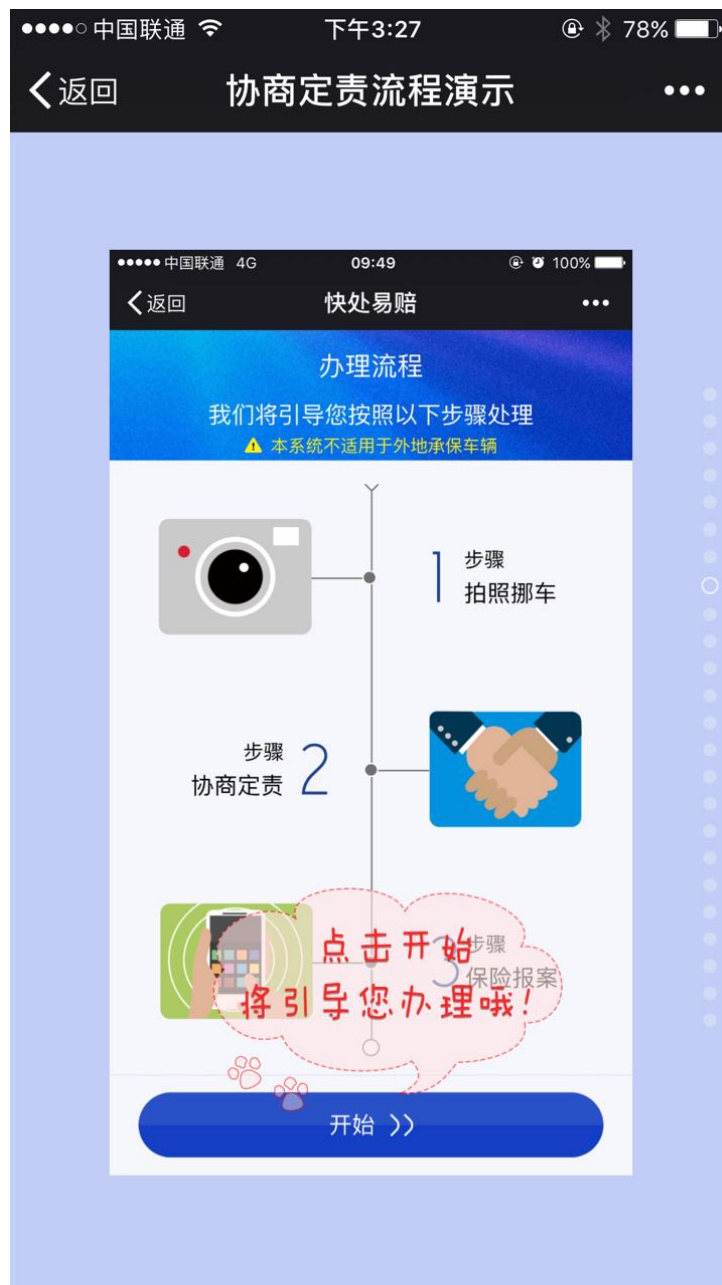 中国联通 下午3:27 78%
返回 协商定责流程演示
中国联通 4G 09:49 100%
返回 快处易赔
办理流程
我们将引导您按照以下步骤处理
本系统不适用于外地承保车辆
1 步骤
拍照挪车
步骤 2
协商定责
3 步骤
保险报案
点击开始
将引导您办理哦!
开始 》